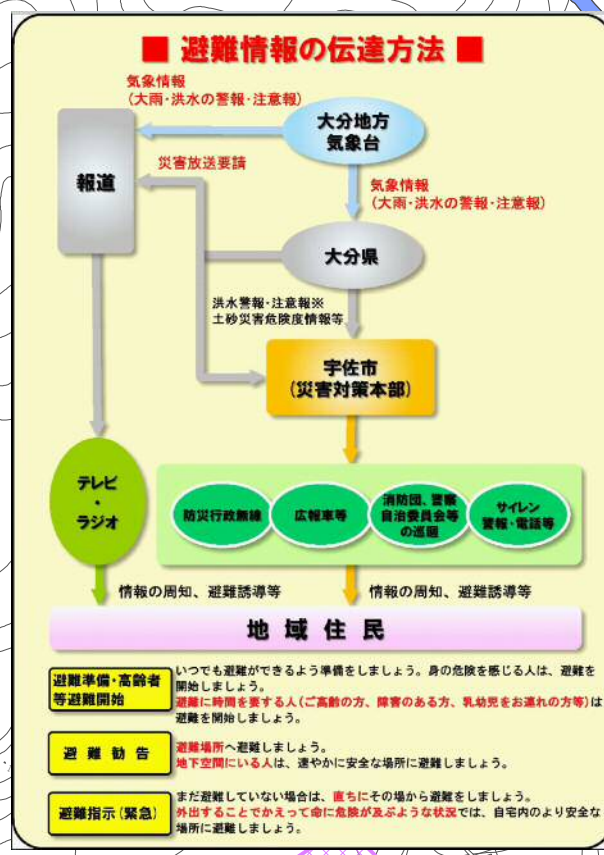 ■ 避難情報の伝達方法 ■
気象情報
(大雨・洪水の警報・注意報)
大分地方
気象台
災害放送要請
報道
気象情報
(大雨・洪水の警報・注意報)
大分県
洪水警報・注意報※
土砂災害危険度情報等
宇佐市
(災害対策本部)
テレビ
・
ラジオ
防災行政無線
広報車等
消防団、警察
自治委員会等
の巡廻
サイレン
警報・電話等
情報の周知、避難誘導等
情報の周知、避難誘導等
地域住民
避難準備・高齢者
等避難開始
いつでも避難ができるよう準備をしましょう。身の危険を感じる人は、避難を
開始しましょう。
避難に時間を要する人(ご高齢の方、障害のある方、乳幼児をお連れの方等)は
避難を開始しましょう。
避難勧告
避難場所へ避難しましょう。
地下空間にいる人は、速やかに安全な場所に避難しましょう。
避難指示(緊急)
まだ避難していない場合は、直ちにその場から避難をしましょう。
外出することでかえって命に危険が及ぶような状況では、自宅内のより安全な
場所に避難しましょう。